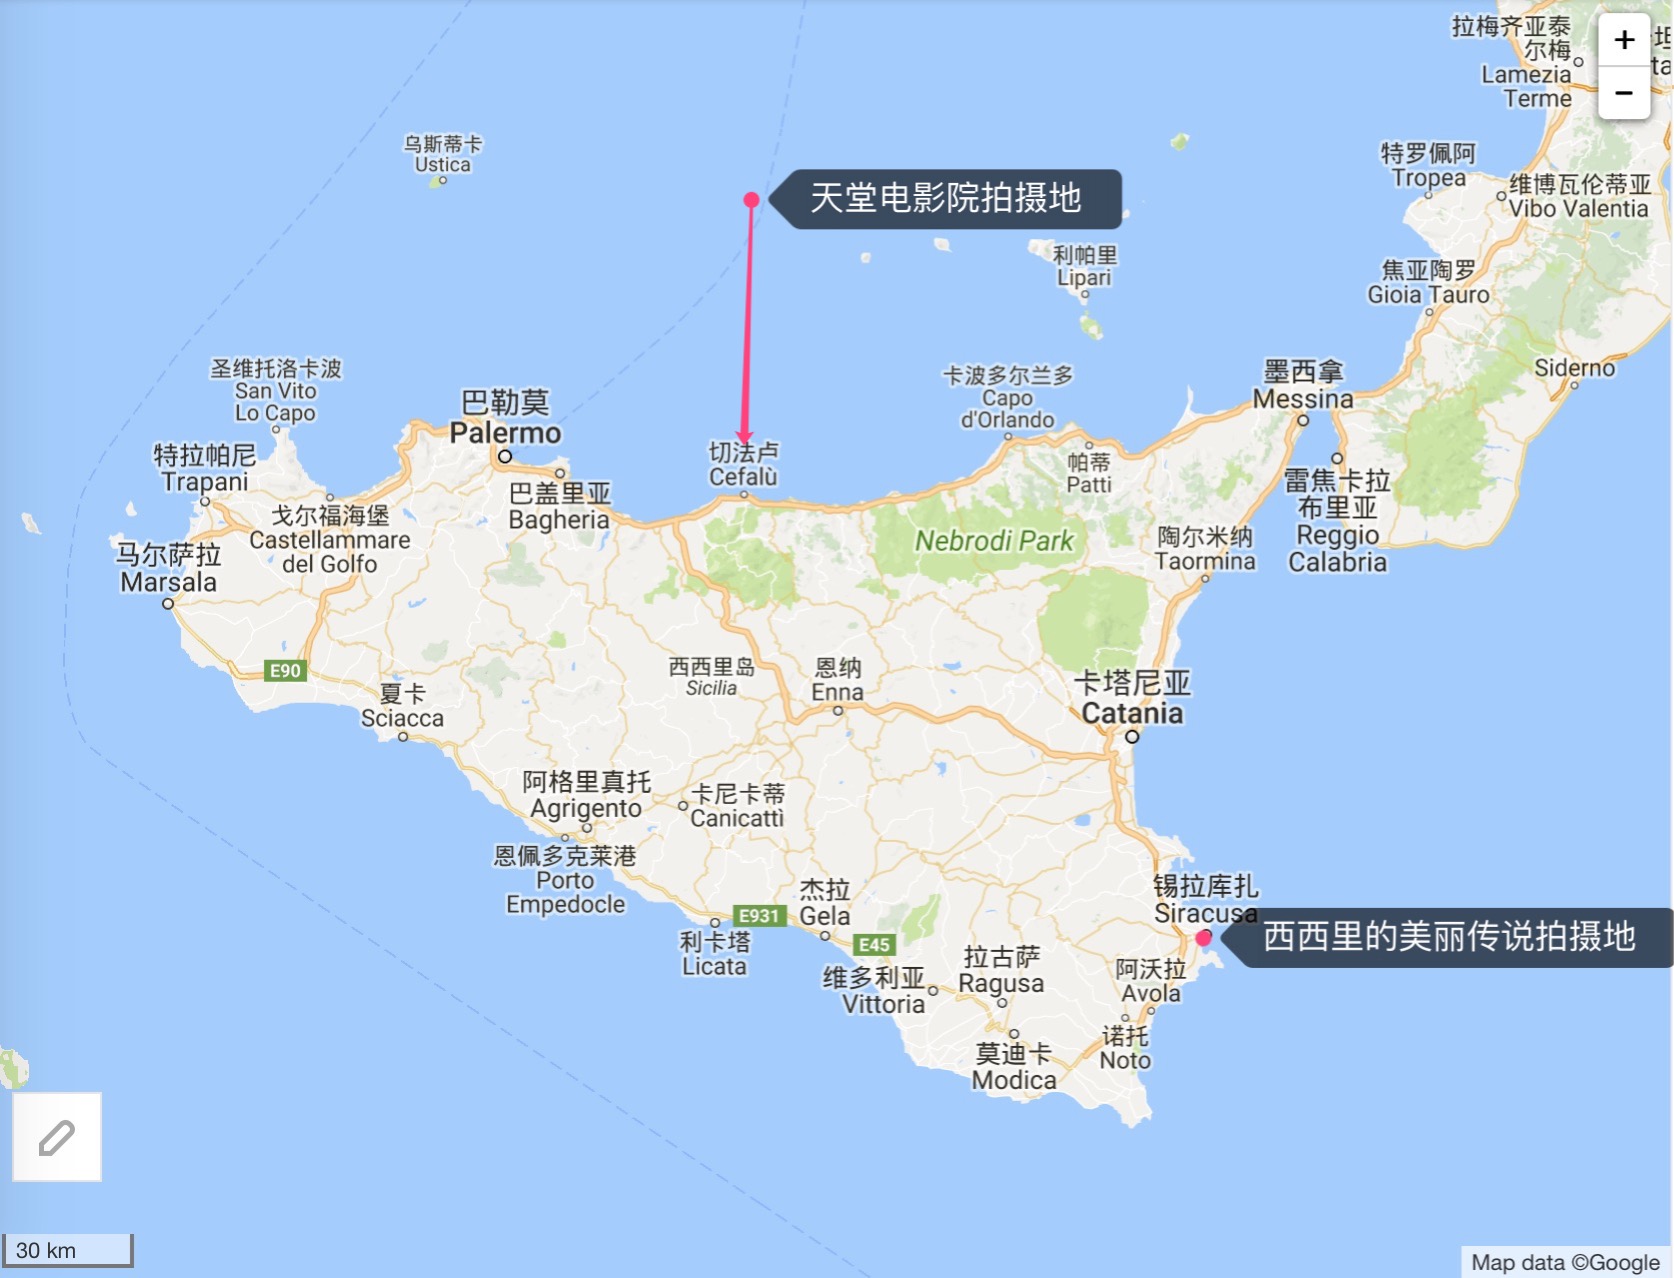 拉梅齐亚泰
尔梅
Lamezia
Terme
+
−
乌斯蒂卡
Ustica
特罗佩阿
Tropea
维博瓦伦蒂亚
Vibo Valentia
天堂电影院拍摄地
利帕里
Lipari
焦亚陶罗
Gioia Tauro
圣维托洛卡波
San Vito
Lo Capo
巴勒莫
Palermo
卡波多尔兰多
Capo
d'Orlando
墨西拿
Messina
Siderno
特拉帕尼
Trapani
切法卢
Cefalù
帕蒂
Patti
雷焦卡拉
布里亚
Reggio
Calabria
巴盖里亚
Bagheria
戈尔福海堡
Castellammare
del Golfo
Nebrodi Park
陶尔米纳
Taormina
马尔萨拉
Marsala
E90
西西里岛
Sicilia
恩纳
Enna
卡塔尼亚
Catania
夏卡
Sciacca
阿格里真托
Agrigento
卡尼卡蒂
Canicattì
恩佩多克莱港
Porto
Empedocle
杰拉
Gela
E931
锡拉库扎
Siracusa
西西里的美丽传说拍摄地
利卡塔
Licata
E45
维多利亚
Vittoria
拉古萨
Ragusa
阿沃拉
Avola
莫迪卡
Modica
诺托
Noto
30 km
Map data ©Google